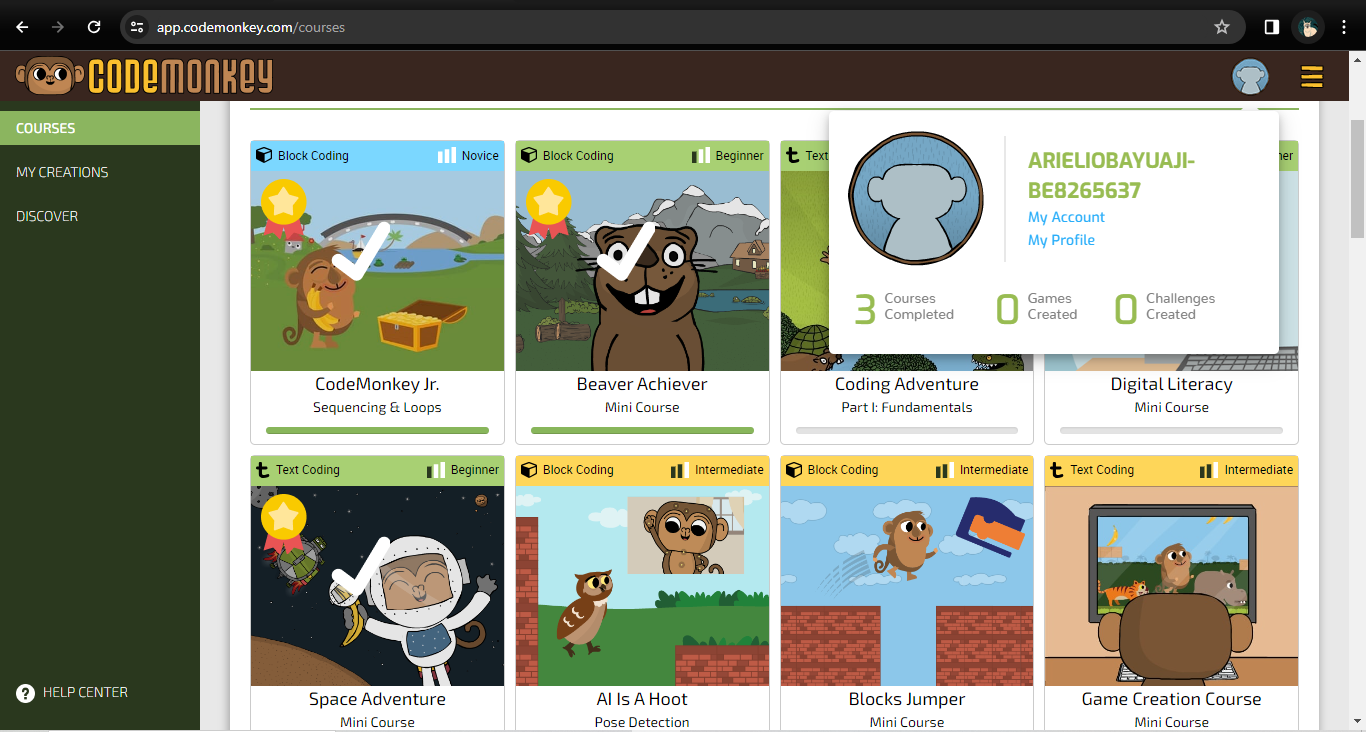 app.codemonkey.com/courses
CODEMONKEY
COURSES
MY CREATIONS
DISCOVER
HELP CENTER
ARIELIOBAYUAJI-
BE8265637
My Account
My Profile
3 Courses
Completed
0 Games
Created
0 Challenges
Created
Block Coding Novice
CodeMonkey Jr.
Sequencing & Loops
Block Coding Beginner
Beaver Achiever
Mini Course
Text
Coding Adventure
Part I: Fundamentals
Digital Literacy
Mini Course
Text Coding Beginner
Space Adventure
Mini Course
Block Coding Intermediate
AI Is A Hoot
Pose Detection
Block Coding Intermediate
Blocks Jumper
Mini Course
Text Coding Intermediate
Game Creation Course
Mini Course